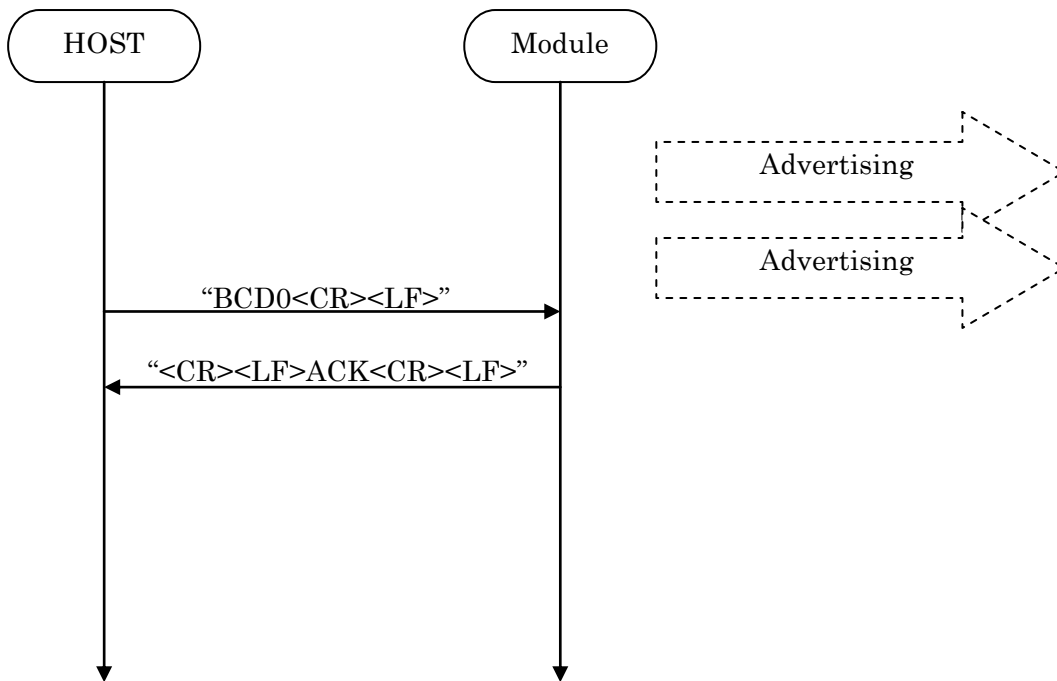 HOST
Module
Advertising
Advertising
“BCD0<CR><LF>”
“<CR><LF>ACK<CR><LF>”